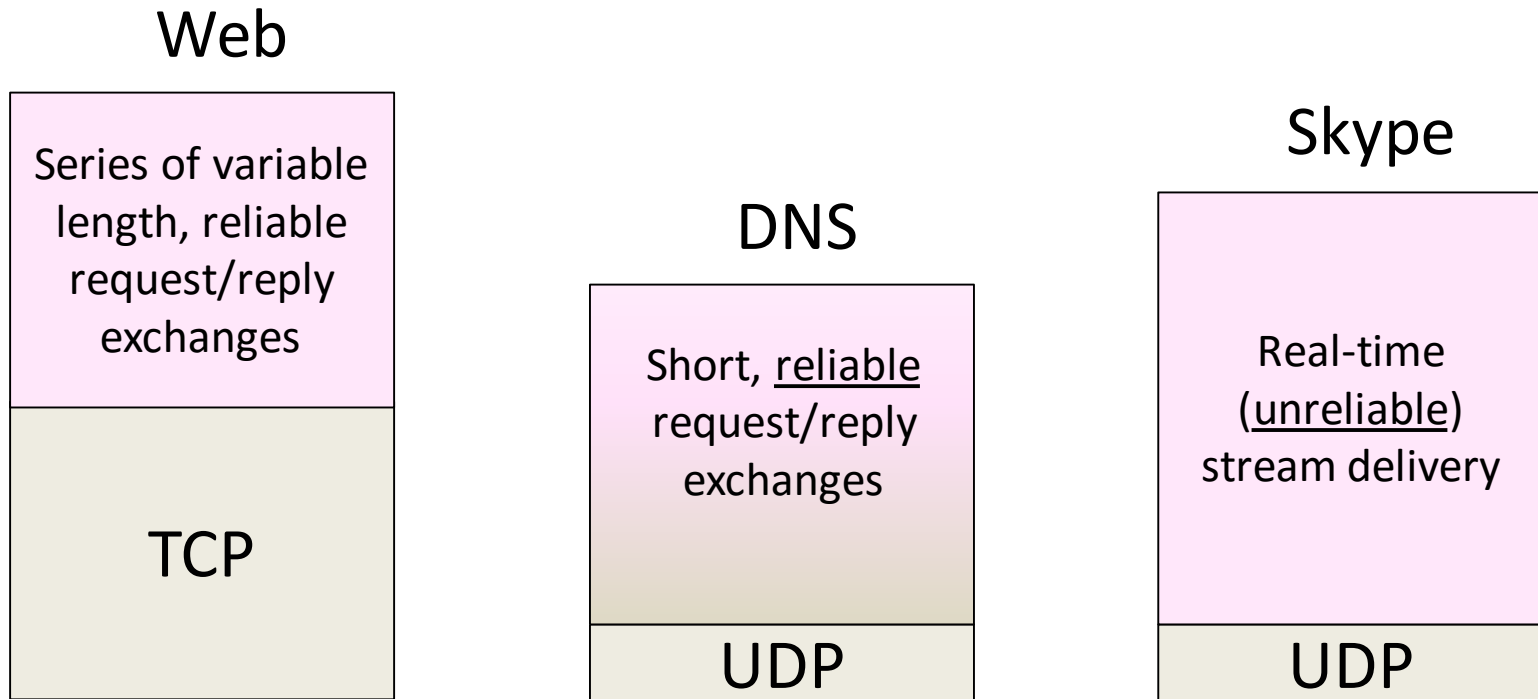 Web
Series of variable
length, reliable
request/reply
exchanges
TCP
DNS
Short, reliable
request/reply
exchanges
UDP
Skype
Real-time
(unreliable)
stream delivery
UDP